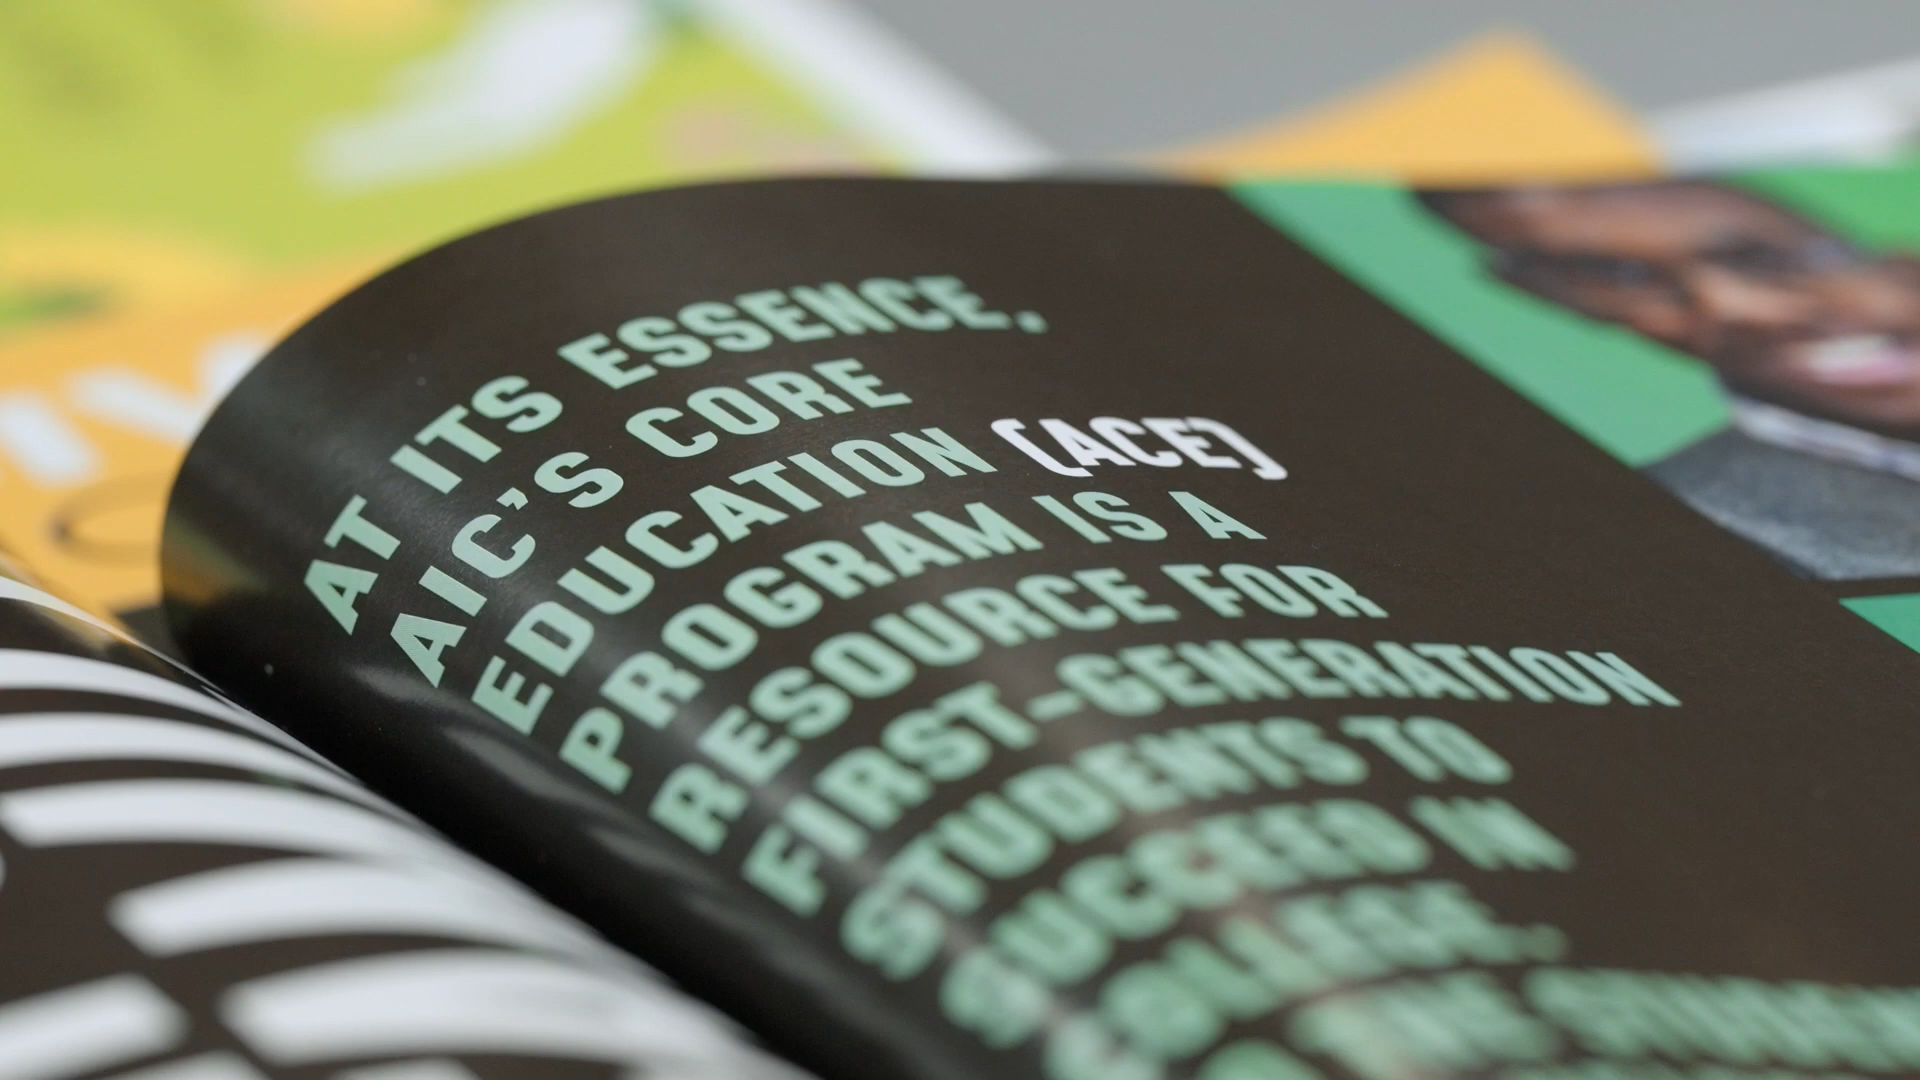 AT ITS ESSENCE,
AIC'S CORE
EDUCATION (ACE)
PROGRAM IS A
RESOURCE FOR
FIRST-GENERATION
STUDENTS TO
SUCCEED IN
COLLEGE.